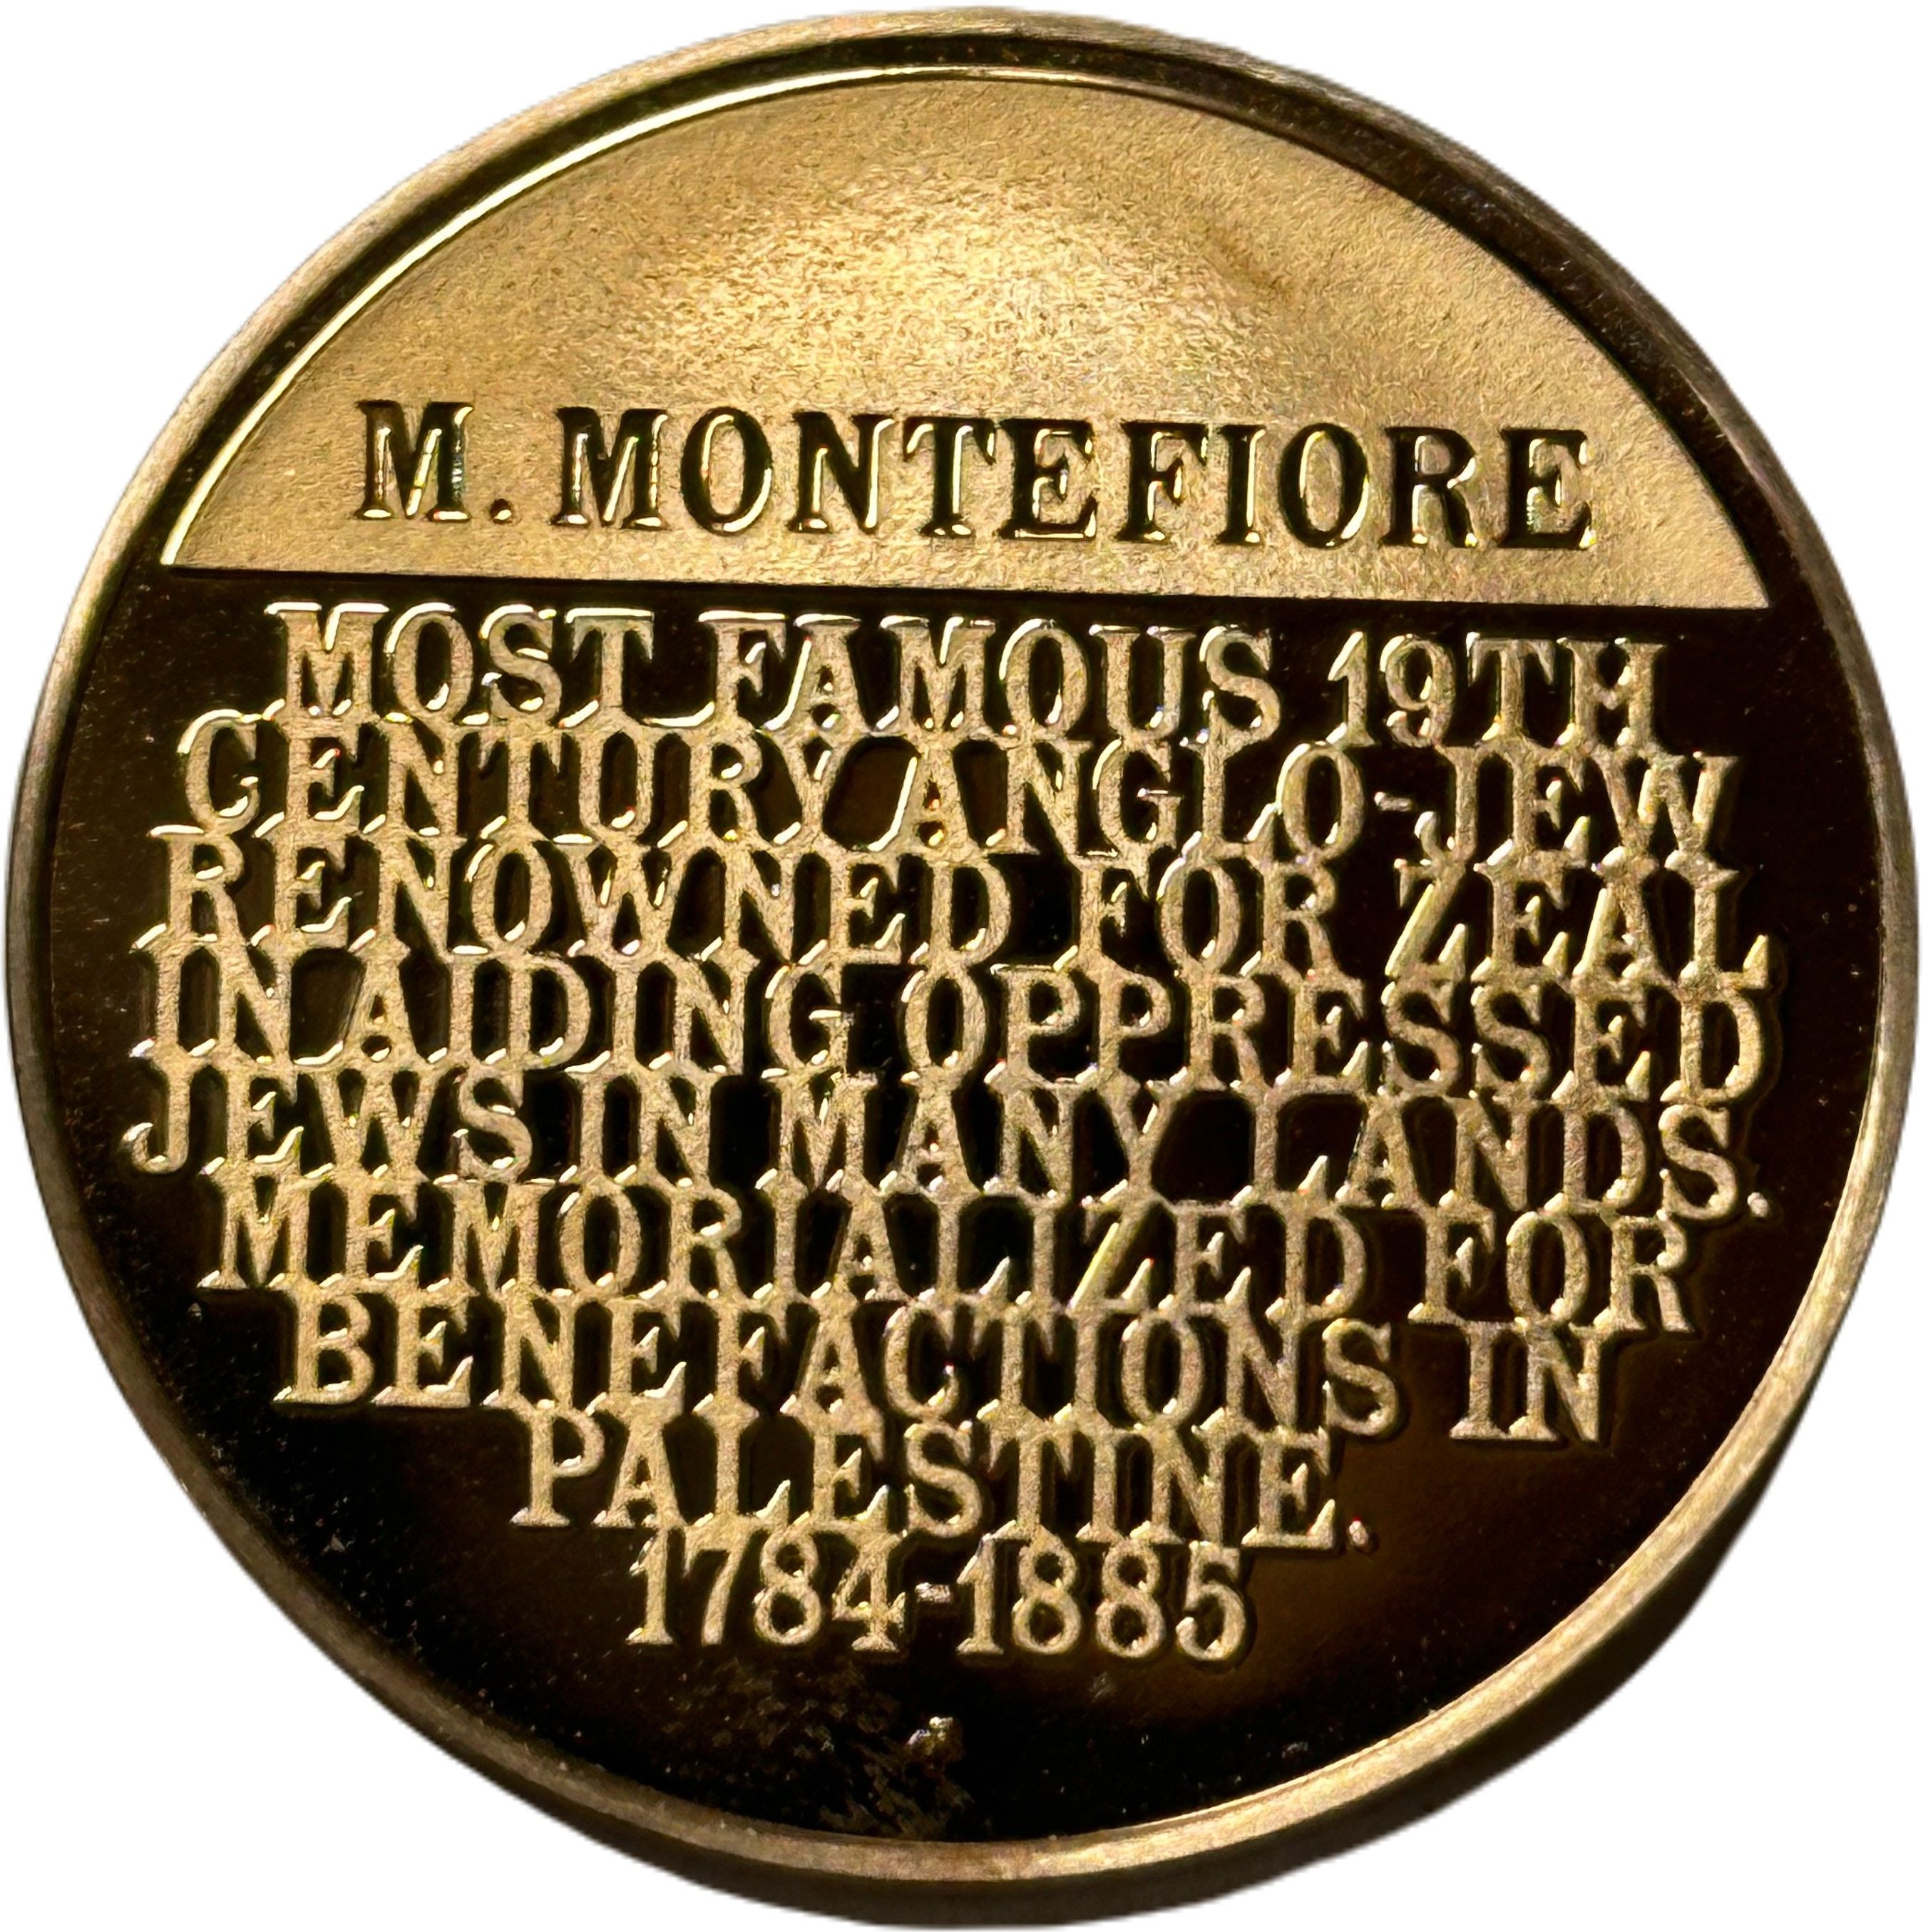 M. MONTEFIORE
MOST FAMOUS 19TH
CENTURY ANGLO-JEW
RENOWNED FOR ZEAL
IN AIDING OPPRESSED
JEWS IN MANY LANDS.
MEMORIALIZED FOR
BENEFACTIONS IN
PALESTINE.
1784-1885